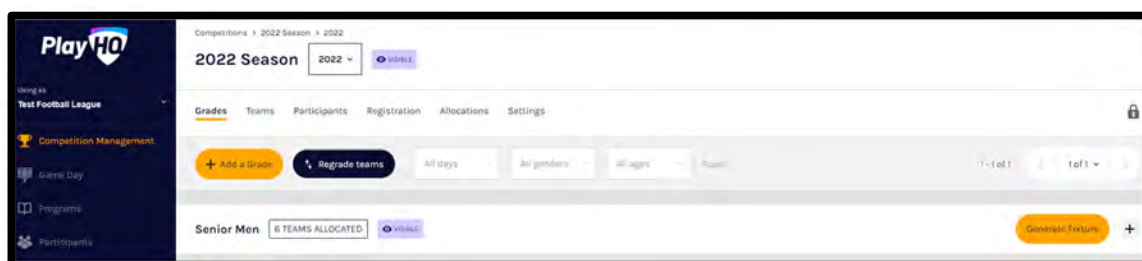 PlayHQ
Using as
Test Football League
Competition Management
Game Day
Programs
Participants
Competitions > 2022 Season > 2022
2022 Season
2022
VISIBLE
Grades Teams Participants Registration Allocations Settings
+ Add a Grade
Regrade teams
All days
All genders
All ages
Reset
1-1 of 1
1 of 1
Senior Men
6 TEAMS ALLOCATED
VISIBLE
Generate Fixture
+